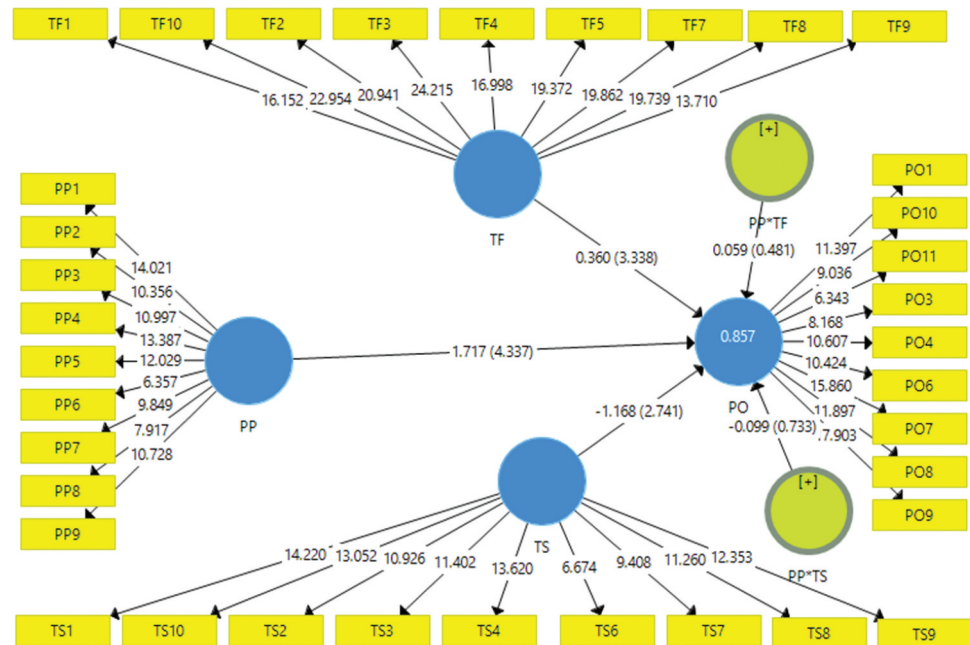 TF1 TF10 TF2 TF3 TF4 TF5 TF7 TF8 TF9
16.152 22.954 20.941 24.215 16.998 19.372 19.862 19.739 13.710
TF
[+]
PP*TF
0.360 (3.338)
0.059 (0.481)
PP1
PP2
PP3
PP4
PP5
PP6
PP7
PP8
PP9
14.021
10.356
10.997
13.387
12.029
6.357
9.849
7.917
10.728
PP
1.717 (4.337)
0.857
PO
PO1
PO10
PO11
PO3
PO4
PO6
PO7
PO8
PO9
11.397
9.036
6.343
8.168
10.607
10.424
15.860
11.897
7.903
-1.168 (2.741)
-0.099 (0.733)
[+]
PP*TS
TS
14.220 13.052 10.926 11.402 13.620 6.674 9.408 11.260 12.353
TS1 TS10 TS2 TS3 TS4 TS6 TS7 TS8 TS9